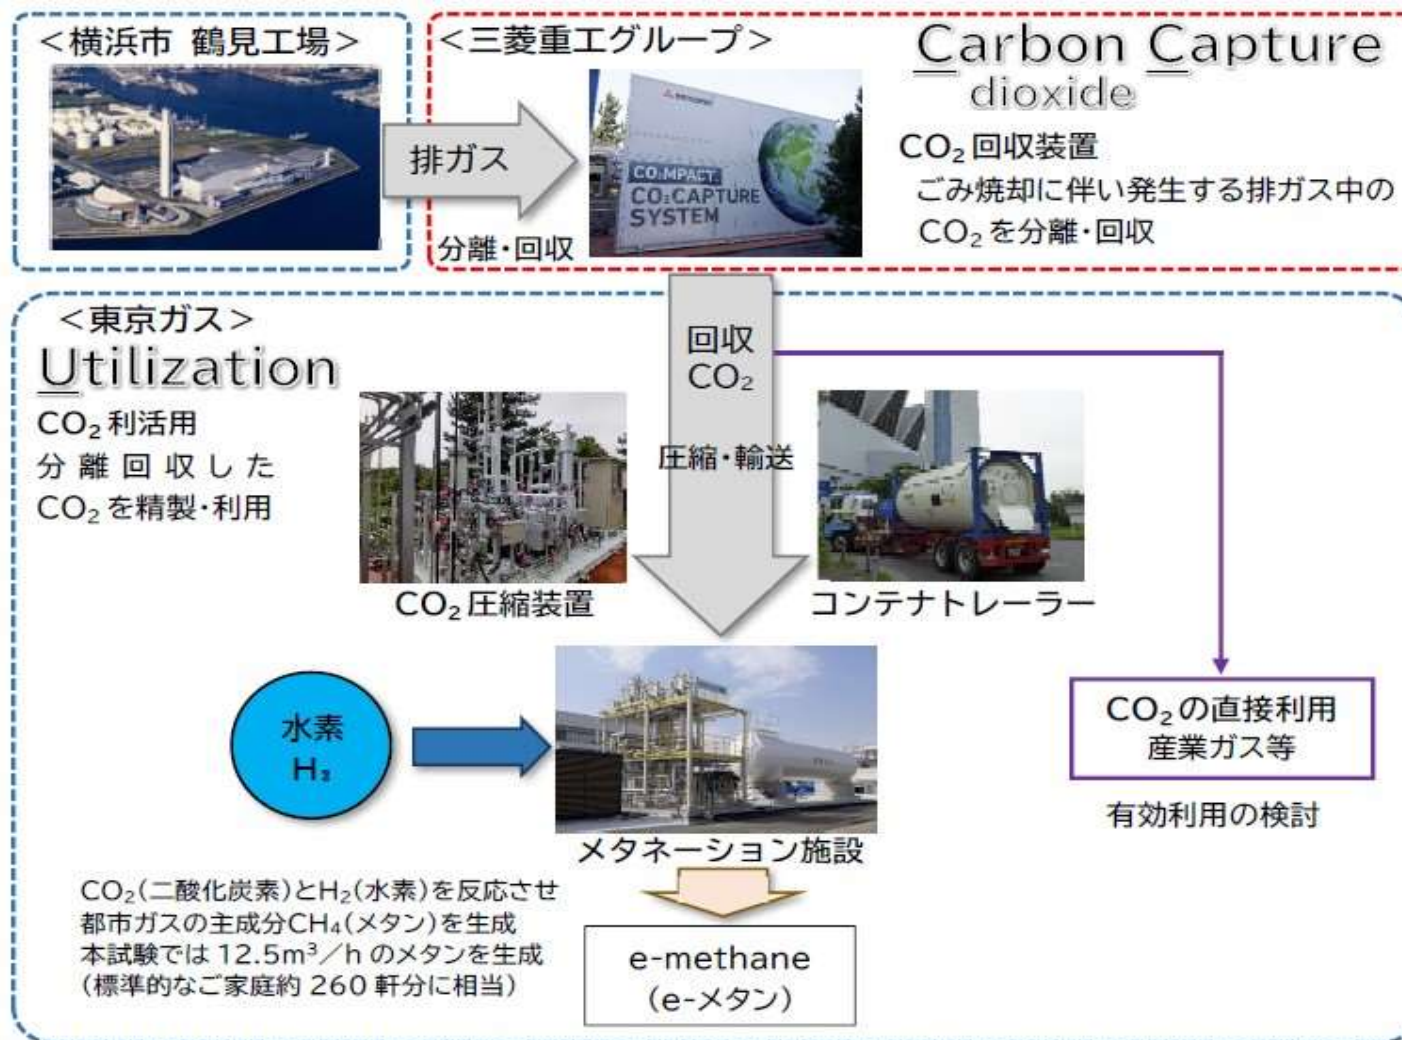 ＜横浜市 鶴見工場＞
＜三菱重工グループ＞
Carbon Capture
dioxide
排ガス
分離・回収
CO₂MPACT
CO₂CAPTURE
SYSTEM
CO₂回収装置
ごみ焼却に伴い発生する排ガス中の
CO₂を分離・回収
＜東京ガス＞
Utilization
CO₂利活用
分離回収した
CO₂を精製・利用
回収
CO₂
圧縮・輸送
CO₂圧縮装置
コンテナトレーラー
水素
H₂
メタネーション施設
CO₂の直接利用
産業ガス等
有効利用の検討
CO₂(二酸化炭素)とH₂(水素)を反応させ
都市ガスの主成分CH₄(メタン)を生成
本試験では 12.5m³／h のメタンを生成
(標準的なご家庭約 260 軒分に相当)
e-methane
(e-メタン)